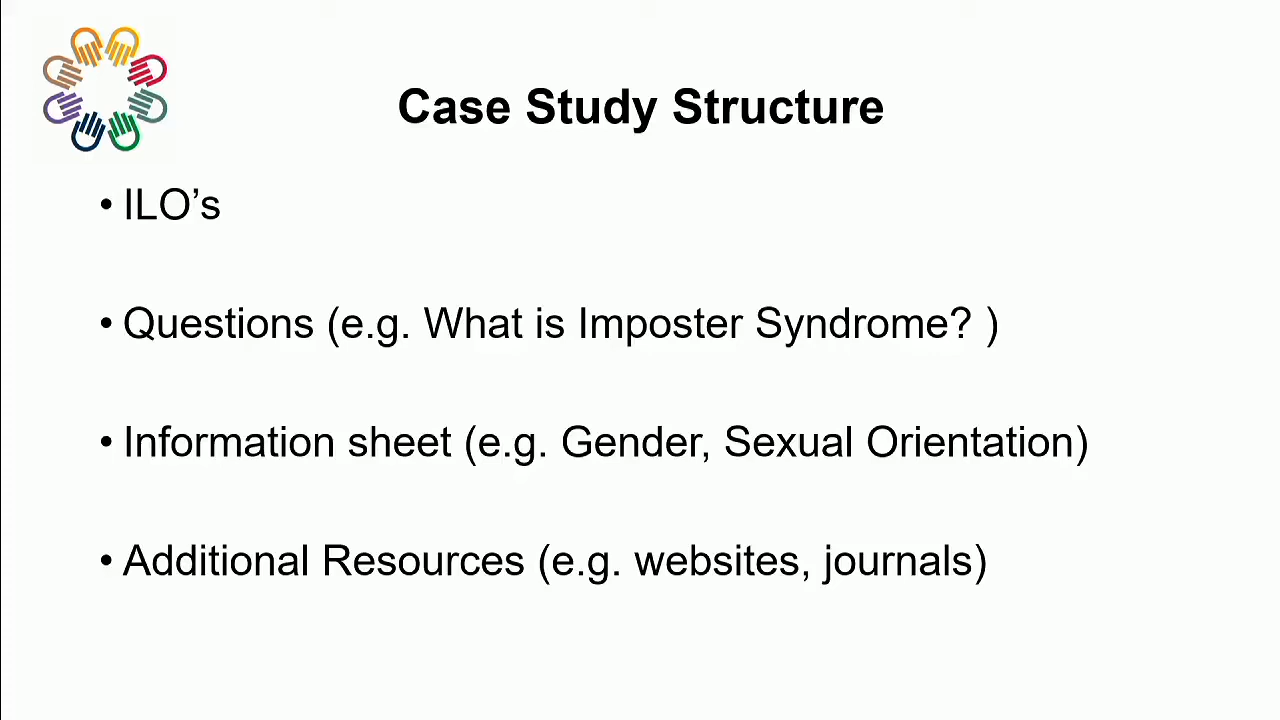 Case Study Structure
• ILO’s
• Questions (e.g. What is Imposter Syndrome? )
• Information sheet (e.g. Gender, Sexual Orientation)
• Additional Resources (e.g. websites, journals)